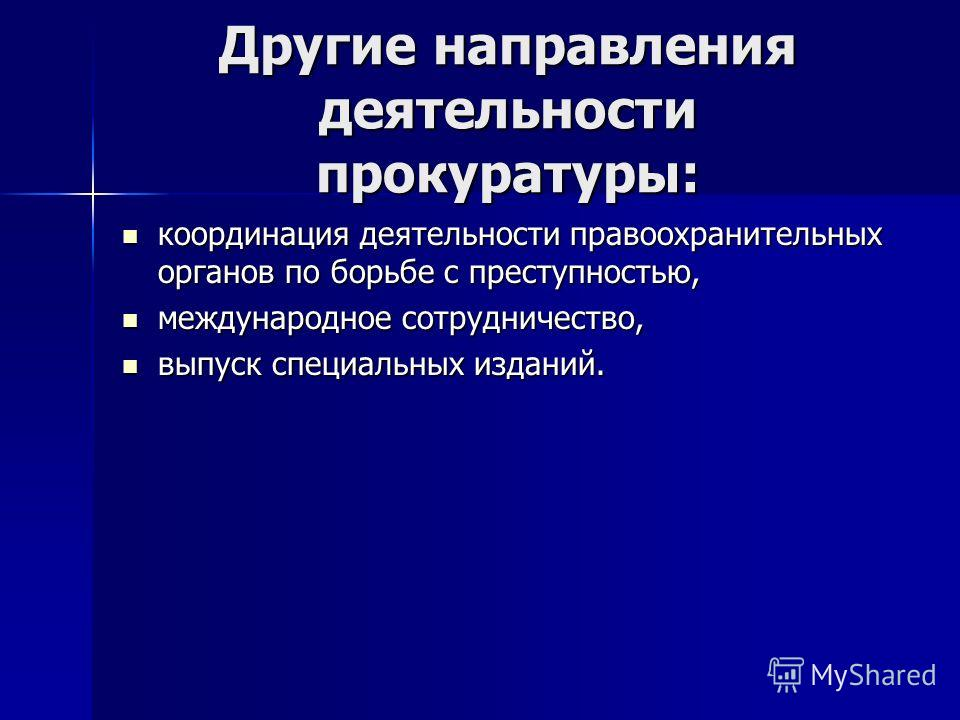 Другие направления
деятельности
прокуратуры:
координация деятельности правоохранительных
органов по борьбе с преступностью,
международное сотрудничество,
выпуск специальных изданий.
MyShared